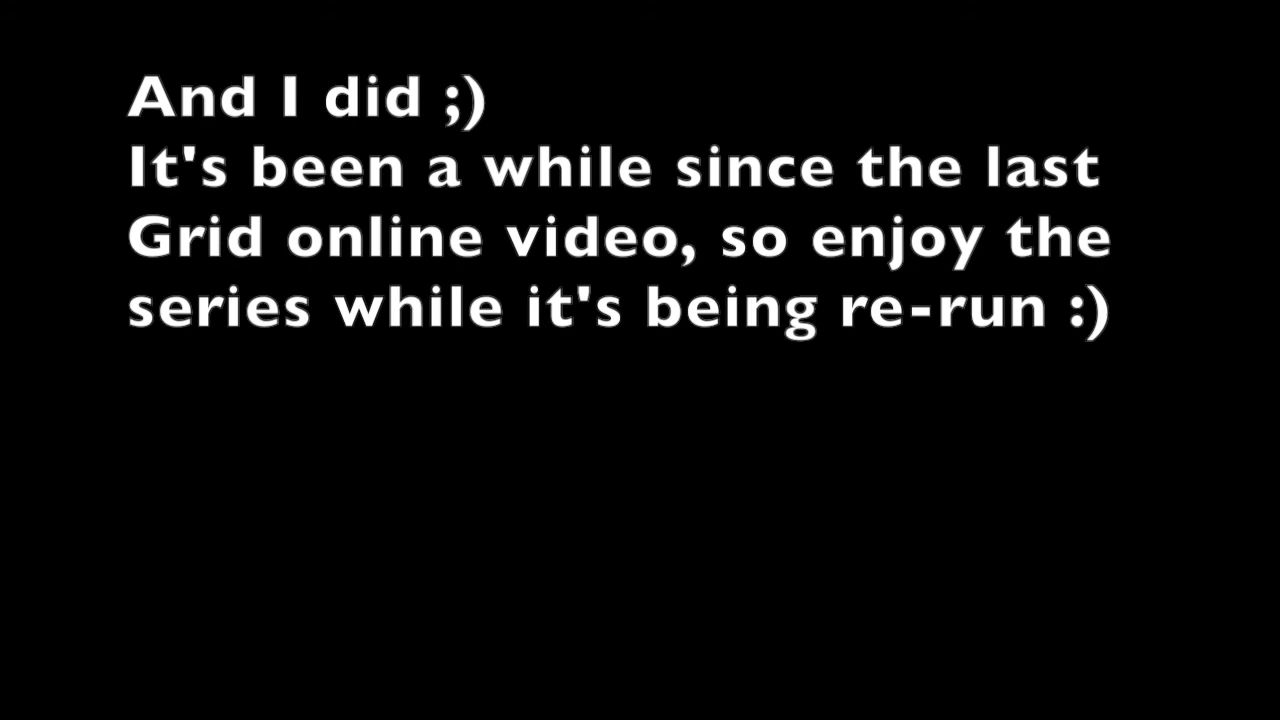 And I did ;)
It's been a while since the last
Grid online video, so enjoy the
series while it's being re-run :)